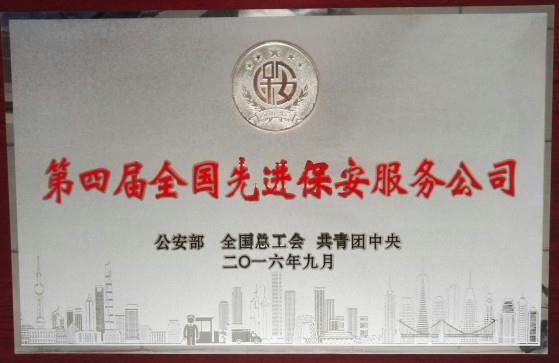 第四届全国先进保安服务公司
公安部 全国总工会 共青团中央
二〇一六年九月